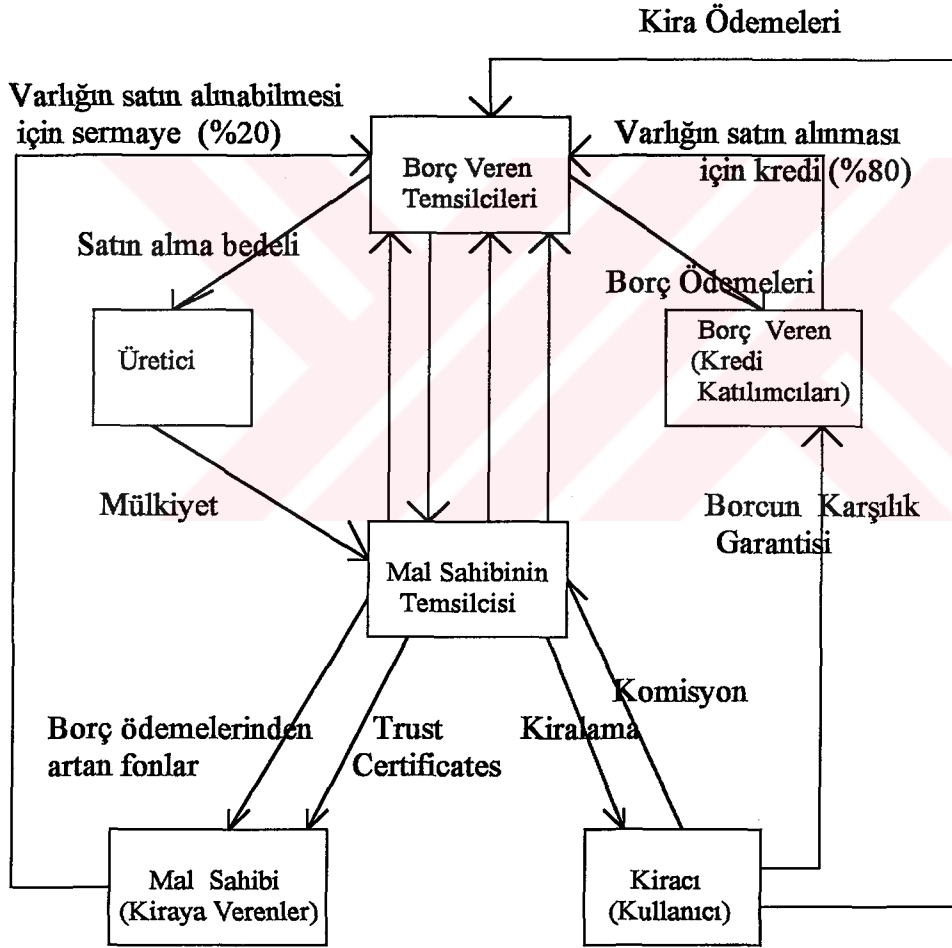 Kira Ödemeleri
Varlığın satın alınabilmesi
için sermaye (%20)
Varlığın satın alınması
için kredi (%80)
Borç Veren
Temsilcileri
Satın alma bedeli
Borç Ödemeleri
Üretici
Borç Veren
(Kredi
Katılımcıları)
Mülkiyet
Borcun Karşılık
Garantisi
Mal Sahibinin
Temsilcisi
Komisyon
Kiralama
Borç ödemelerinden
artan fonlar
Trust
Certificates
Mal Sahibi
(Kiraya Verenler)
Kiracı
(Kullanıcı)